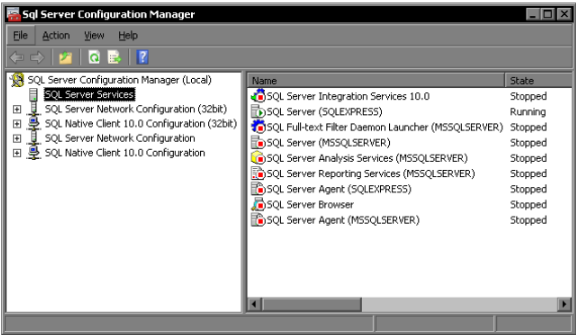 Sql Server Configuration Manager
File Action View Help
SQL Server Configuration Manager (Local)
SQL Server Services
SQL Server Network Configuration (32bit)
SQL Native Client 10.0 Configuration (32bit)
SQL Server Network Configuration
SQL Native Client 10.0 Configuration
Name State
SQL Server Integration Services 10.0 Stopped
SQL Server (SQLEXPRESS) Running
SQL Full-text Filter Daemon Launcher (MSSQLSERVER) Stopped
SQL Server (MSSQLSERVER) Stopped
SQL Server Analysis Services (MSSQLSERVER) Stopped
SQL Server Reporting Services (MSSQLSERVER) Stopped
SQL Server Agent (SQLEXPRESS) Stopped
SQL Server Browser Stopped
SQL Server Agent (MSSQLSERVER) Stopped